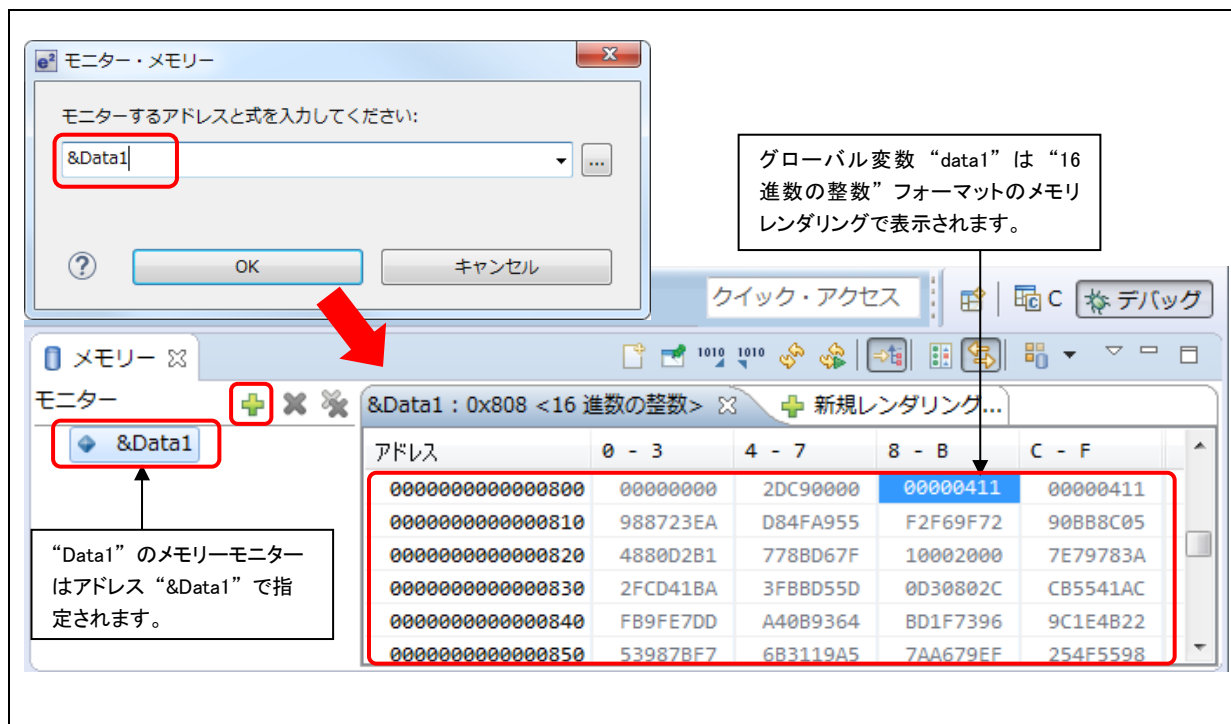 e² モニター・メモリー
x
モニターするアドレスと式を入力してください:
&Data1
...
?
OK
キャンセル
グローバル変数“data1”は“16
進数の整数”フォーマットのメモリ
レンダリングで表示されます。
クイック・アクセス
C
デバッグ
メモリー
1010 1010
モニター
&Data1 : 0x808 <16 進数の整数>
新規レンダリング...
&Data1
アドレス 0 - 3 4 - 7 8 - B C - F
0000000000000800 00000000 2DC90000 00000411 00000411
0000000000000810 988723EA D84FA955 F2F69F72 90BB8C05
0000000000000820 4880D2B1 778BD67F 10002000 7E79783A
0000000000000830 2FCD41BA 3FBBD55D 0D30802C CB5541AC
0000000000000840 FB9FE7DD A40B9364 BD1F7396 9C1E4B22
0000000000000850 53987BF7 6B3119A5 7AA679EF 254F5598
“Data1”のメモリーモニター
はアドレス“&Data1”で指
定されます。